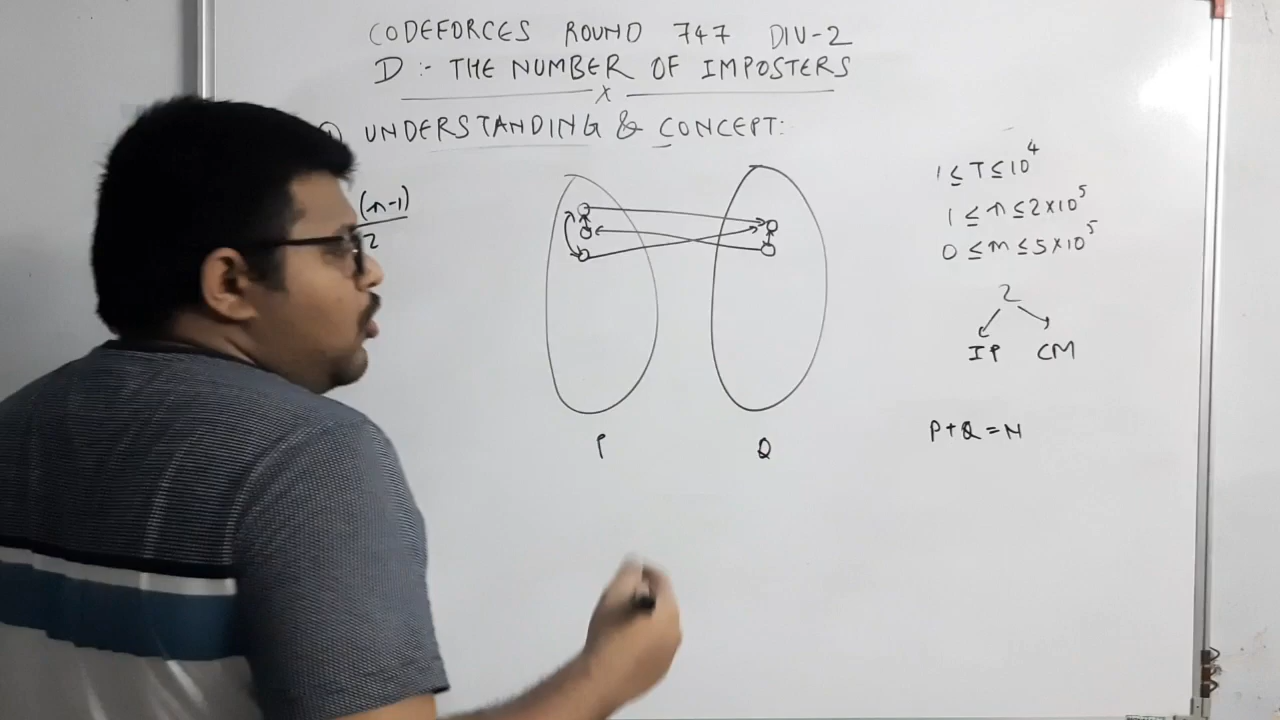 CODEFORCES ROUND 747 DIV-2
D :- THE NUMBER OF IMPOSTERS
X
UNDERSTANDING & CONCEPT:
(n-1)
2
1 ≤ T ≤ 10^4
1 ≤ n ≤ 2×10^5
0 ≤ m ≤ 5×10^5
2
IP CM
P+Q=N
P Q